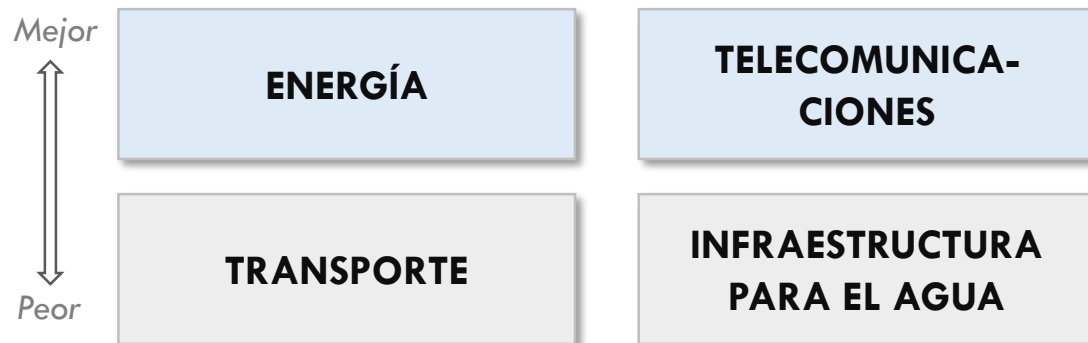 Mejor
ENERGÍA
TELECOMUNICA-
CIONES
TRANSPORTE
INFRAESTRUCTURA
PARA EL AGUA
Peor